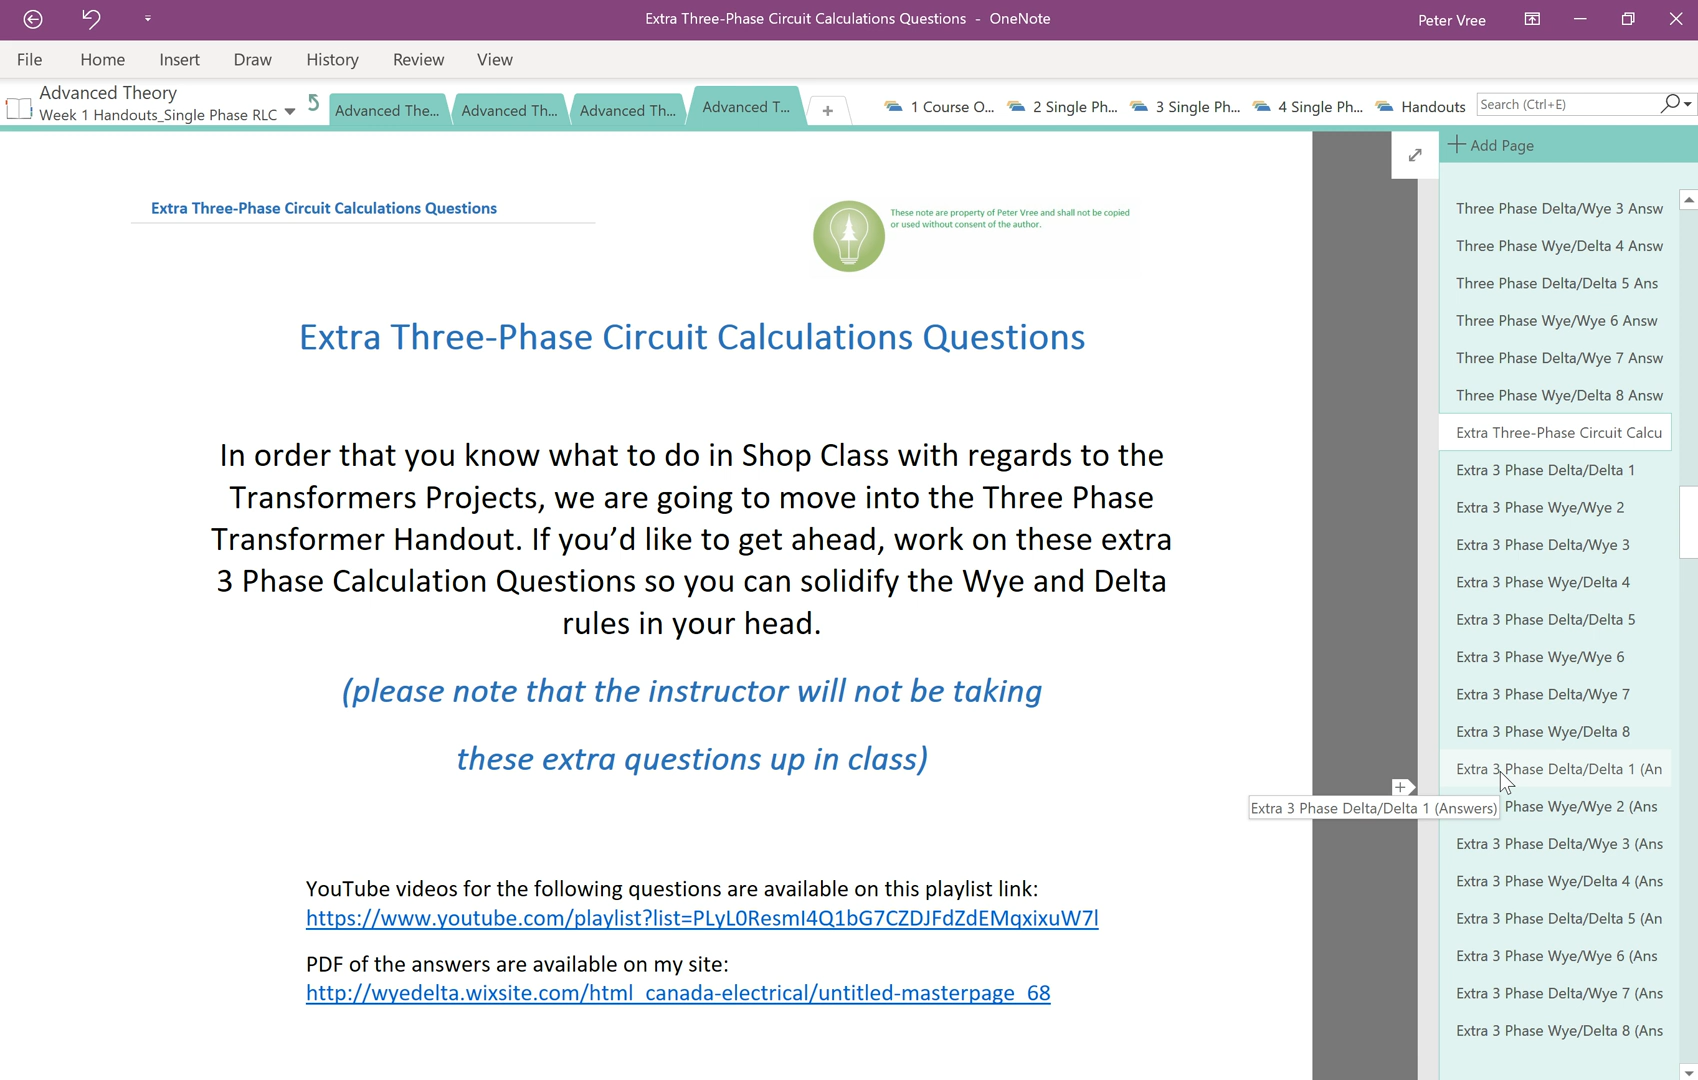 Extra Three-Phase Circuit Calculations Questions - OneNote
Peter Vree
File Home Insert Draw History Review View
Advanced Theory
Week 1 Handouts_Single Phase RLC
Advanced The...
Advanced Th...
Advanced Th...
Advanced T...
1 Course O...
2 Single Ph...
3 Single Ph...
4 Single Ph...
Handouts
Search (Ctrl+E)
Add Page
Extra Three-Phase Circuit Calculations Questions
These note are property of Peter Vree and shall not be copied
or used without consent of the author.
Extra Three-Phase Circuit Calculations Questions
In order that you know what to do in Shop Class with regards to the
Transformers Projects, we are going to move into the Three Phase
Transformer Handout. If you’d like to get ahead, work on these extra
3 Phase Calculation Questions so you can solidify the Wye and Delta
rules in your head.
(please note that the instructor will not be taking
these extra questions up in class)
YouTube videos for the following questions are available on this playlist link:
https://www.youtube.com/playlist?list=PLyL0ResmI4Q1bG7CZDJFdZdEMqxixuW7l
PDF of the answers are available on my site:
http://wyedelta.wixsite.com/html_canada-electrical/untitled-masterpage_68
Three Phase Delta/Wye 3 Answ
Three Phase Wye/Delta 4 Answ
Three Phase Delta/Delta 5 Ans
Three Phase Wye/Wye 6 Answ
Three Phase Delta/Wye 7 Answ
Three Phase Wye/Delta 8 Answ
Extra Three-Phase Circuit Calcu
Extra 3 Phase Delta/Delta 1
Extra 3 Phase Wye/Wye 2
Extra 3 Phase Delta/Wye 3
Extra 3 Phase Wye/Delta 4
Extra 3 Phase Delta/Delta 5
Extra 3 Phase Wye/Wye 6
Extra 3 Phase Delta/Wye 7
Extra 3 Phase Wye/Delta 8
Extra 3 Phase Delta/Delta 1 (An
Extra 3 Phase Delta/Delta 1 (Answers)
Phase Wye/Wye 2 (Ans
Extra 3 Phase Delta/Wye 3 (Ans
Extra 3 Phase Wye/Delta 4 (Ans
Extra 3 Phase Delta/Delta 5 (An
Extra 3 Phase Wye/Wye 6 (Ans
Extra 3 Phase Delta/Wye 7 (Ans
Extra 3 Phase Wye/Delta 8 (Ans